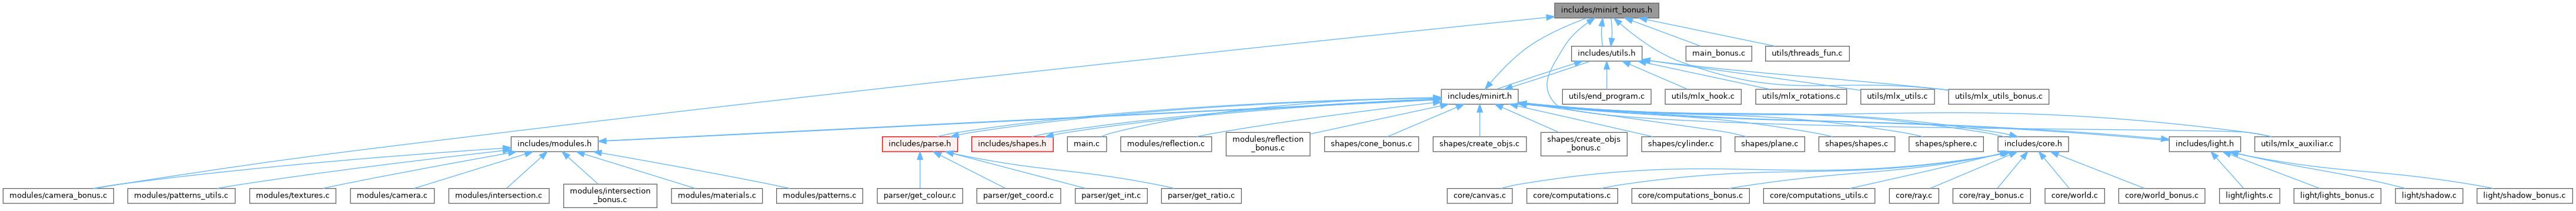 includes/minirt_bonus.h
includes/utils.h
main_bonus.c
utils/threads_fun.c
includes/minirt.h
utils/end_program.c
utils/mlx_hook.c
utils/mlx_rotations.c
utils/mlx_utils.c
utils/mlx_utils_bonus.c
includes/modules.h
includes/parse.h
includes/shapes.h
main.c
modules/reflection.c
modules/reflection
_bonus.c
shapes/cone_bonus.c
shapes/create_objs.c
shapes/create_objs
_bonus.c
shapes/cylinder.c
shapes/plane.c
shapes/shapes.c
shapes/sphere.c
includes/core.h
includes/light.h
utils/mlx_auxiliar.c
modules/camera_bonus.c
modules/patterns_utils.c
modules/textures.c
modules/camera.c
modules/intersection.c
modules/intersection
_bonus.c
modules/materials.c
modules/patterns.c
parser/get_colour.c
parser/get_coord.c
parser/get_int.c
parser/get_ratio.c
core/canvas.c
core/computations.c
core/computations_bonus.c
core/computations_utils.c
core/ray.c
core/ray_bonus.c
core/world.c
core/world_bonus.c
light/lights.c
light/lights_bonus.c
light/shadow.c
light/shadow_bonus.c